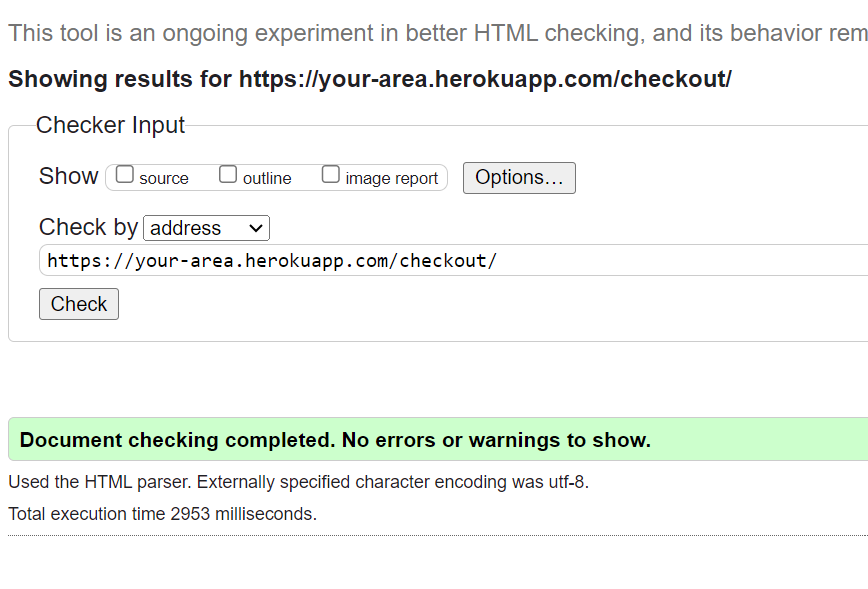 This tool is an ongoing experiment in better HTML checking, and its behavior rem
Showing results for https://your-area.herokuapp.com/checkout/
Checker Input
Show source outline image report Options...
Check by address
https://your-area.herokuapp.com/checkout/
Check
Document checking completed. No errors or warnings to show.
Used the HTML parser. Externally specified character encoding was utf-8.
Total execution time 2953 milliseconds.